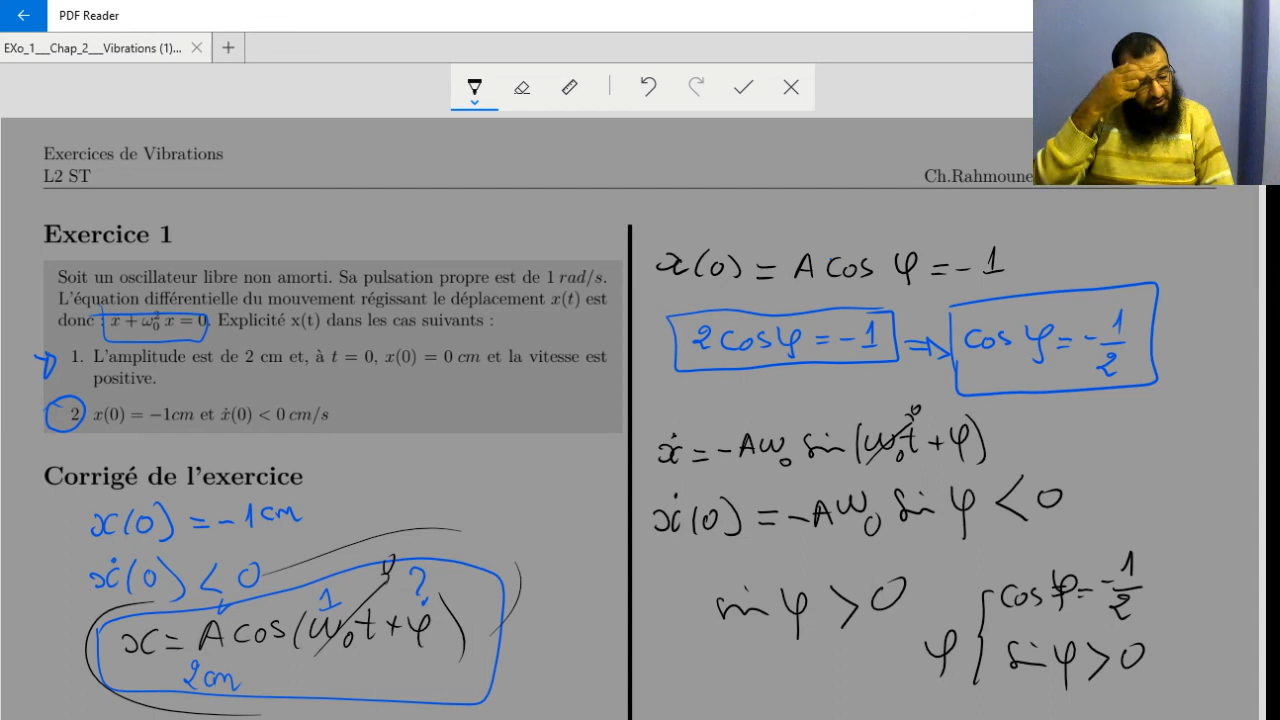 PDF Reader
EXo_1___Chap_2___Vibrations (1)...
Exercices de Vibrations
L2 ST
Ch.Rahmoune
Exercice 1
Soit un oscillateur libre non amorti. Sa pulsation propre est de 1 rad/s.
L'équation différentielle du mouvement régissant le déplacement x(t) est
donc : x + ω₀² x = 0. Explicité x(t) dans les cas suivants :
1. L'amplitude est de 2 cm et, à t = 0, x(0) = 0 cm et la vitesse est
positive.
2. x(0) = −1cm et ẋ(0) < 0 cm/s
Corrigé de l'exercice
x(0) = -1 cm
ẋ(0) < 0
1 ?
x = A cos(ω₀t + φ)
2cm
x(0) = A cos φ = -1
2 cos φ = -1 ⇒ cos φ = -1/2
0
ẋ = -Aω₀ sin(ω₀t + φ)
ẋ(0) = -Aω₀ sin φ < 0
sin φ > 0
φ { cos φ = -1/2
sin φ > 0